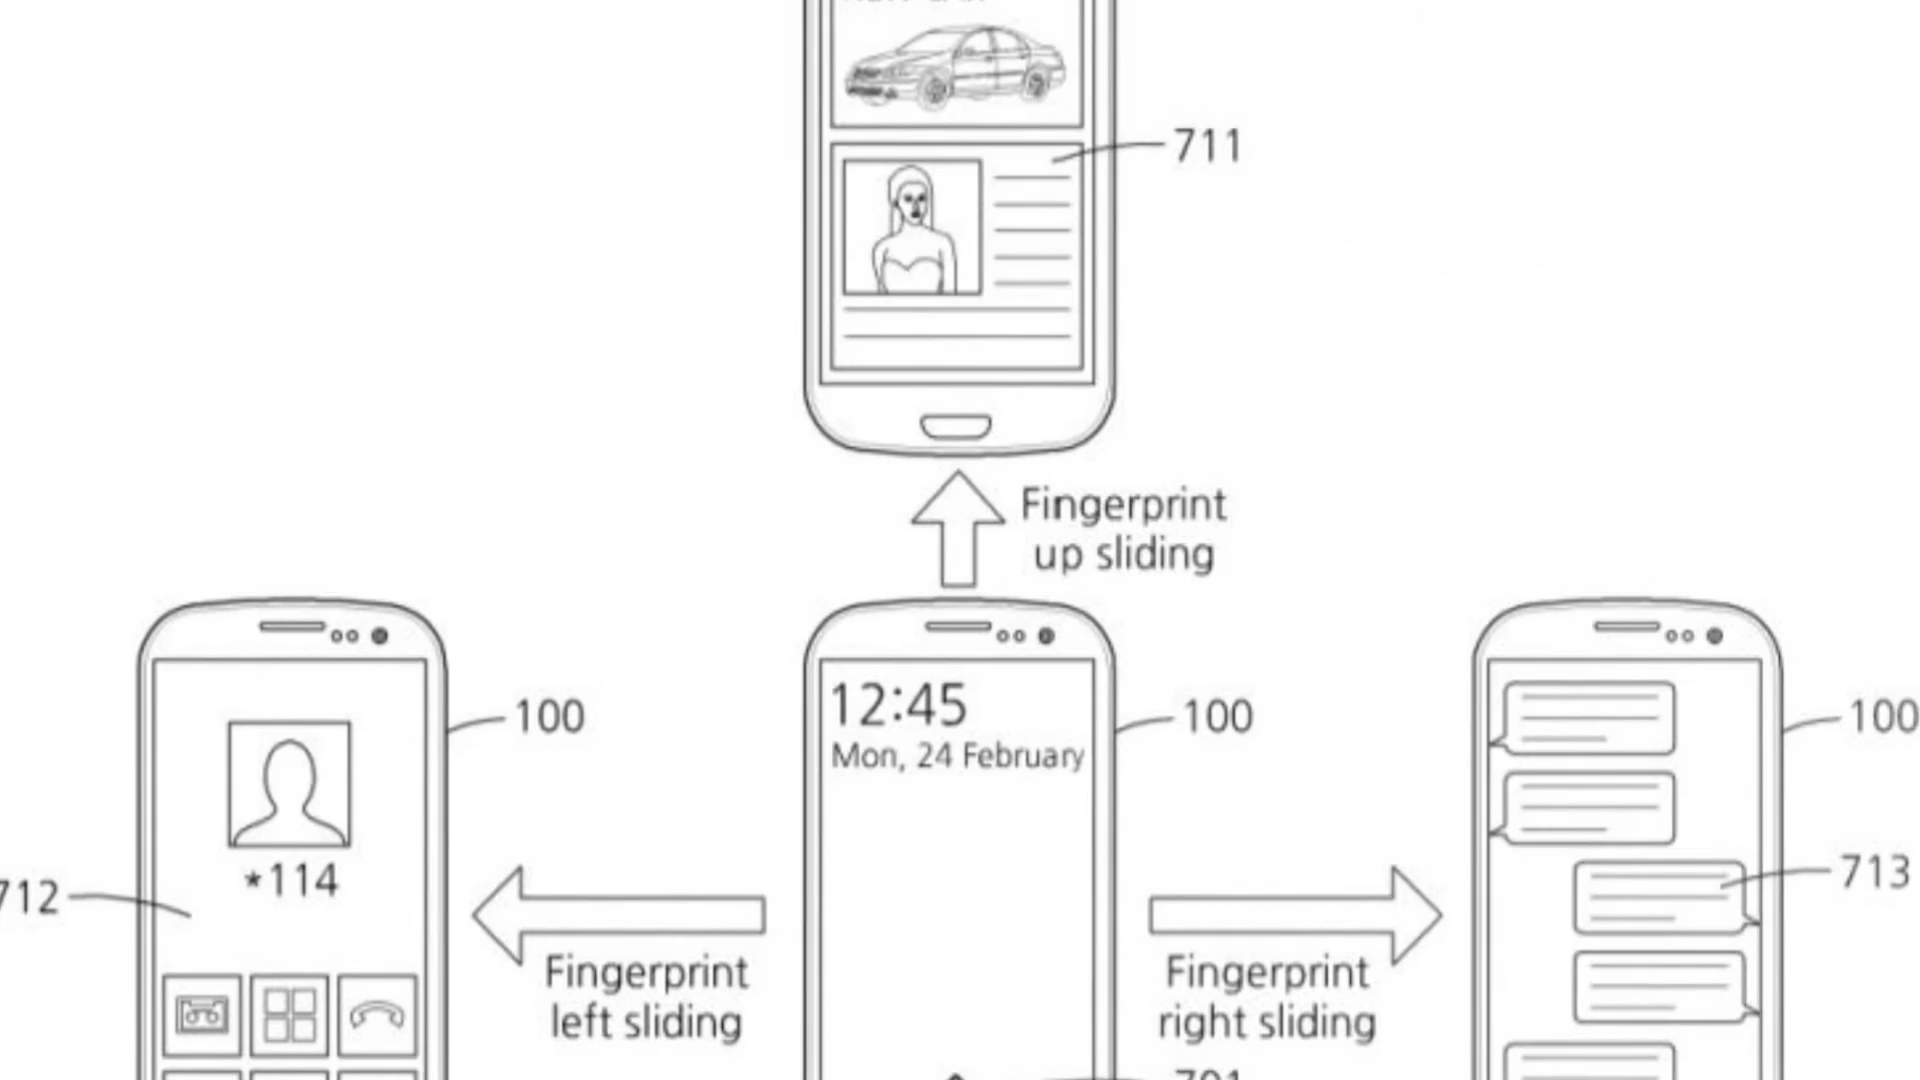 711
Fingerprint
up sliding
100
12:45
Mon, 24 February
100
100
*114
712
713
Fingerprint
left sliding
Fingerprint
right sliding